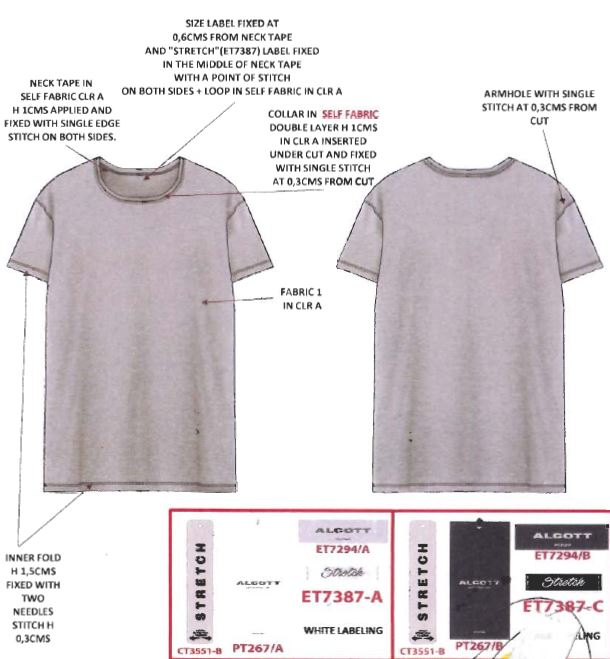 SIZE LABEL FIXED AT
0,6CMS FROM NECK TAPE
AND "STRETCH"(ET7387) LABEL FIXED
IN THE MIDDLE OF NECK TAPE
WITH A POINT OF STITCH
ON BOTH SIDES + LOOP IN SELF FABRIC IN CLR A
NECK TAPE IN
SELF FABRIC CLR A
H 1CMS APPLIED AND
FIXED WITH SINGLE EDGE
STITCH ON BOTH SIDES.
COLLAR IN SELF FABRIC
DOUBLE LAYER H 1CMS
IN CLR A INSERTED
UNDER CUT AND FIXED
WITH SINGLE STITCH
AT 0,3CMS FROM CUT
ARMHOLE WITH SINGLE
STITCH AT 0,3CMS FROM
CUT
FABRIC 1
IN CLR A
INNER FOLD
H 1,5CMS
FIXED WITH
TWO
NEEDLES
STITCH H
0,3CMS
STRETCH
CT3551-B
ALCOTT
PT267/A
ALCOTT
ET7294/A
Stretch
ET7387-A
WHITE LABELING
STRETCH
CT3551-B
ALCOTT
PT267/B
ALCOTT
ET7294/B
Stretch
ET7387-C